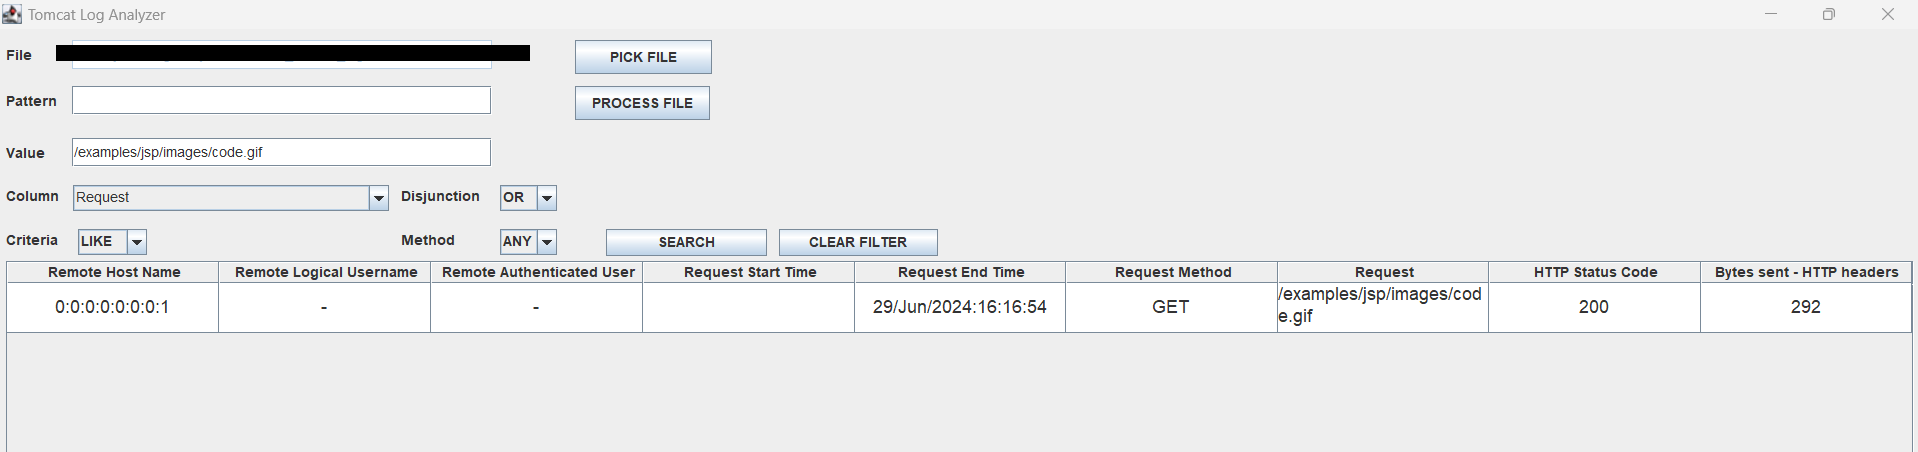 Tomcat Log Analyzer
File
PICK FILE
Pattern
PROCESS FILE
Value /examples/jsp/images/code.gif
Column Request Disjunction OR
Criteria LIKE Method ANY SEARCH CLEAR FILTER
Remote Host Name Remote Logical Username Remote Authenticated User Request Start Time Request End Time Request Method Request HTTP Status Code Bytes sent - HTTP headers
0:0:0:0:0:0:0:1 - - 29/Jun/2024:16:16:54 GET /examples/jsp/images/cod 200 292
e.gif